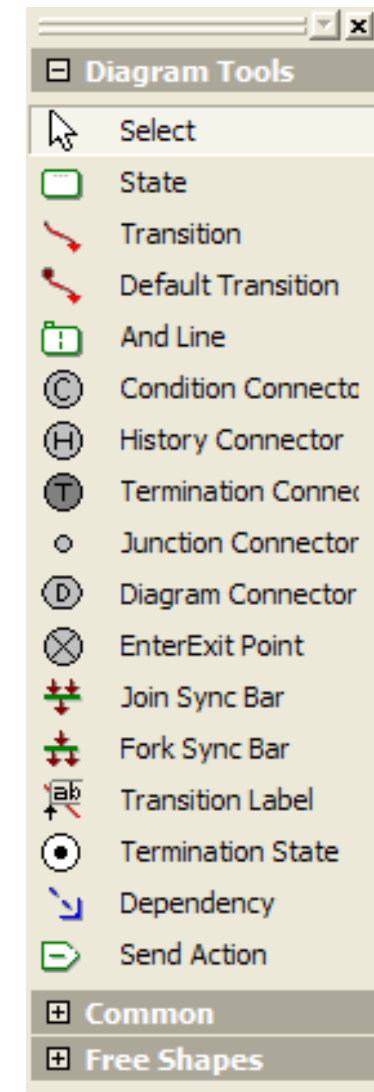 Diagram Tools
Select
State
Transition
Default Transition
And Line
C Condition Connecto
H History Connector
T Termination Connec
Junction Connector
D Diagram Connector
EnterExit Point
Join Sync Bar
Fork Sync Bar
ab Transition Label
Termination State
Dependency
Send Action
Common
Free Shapes